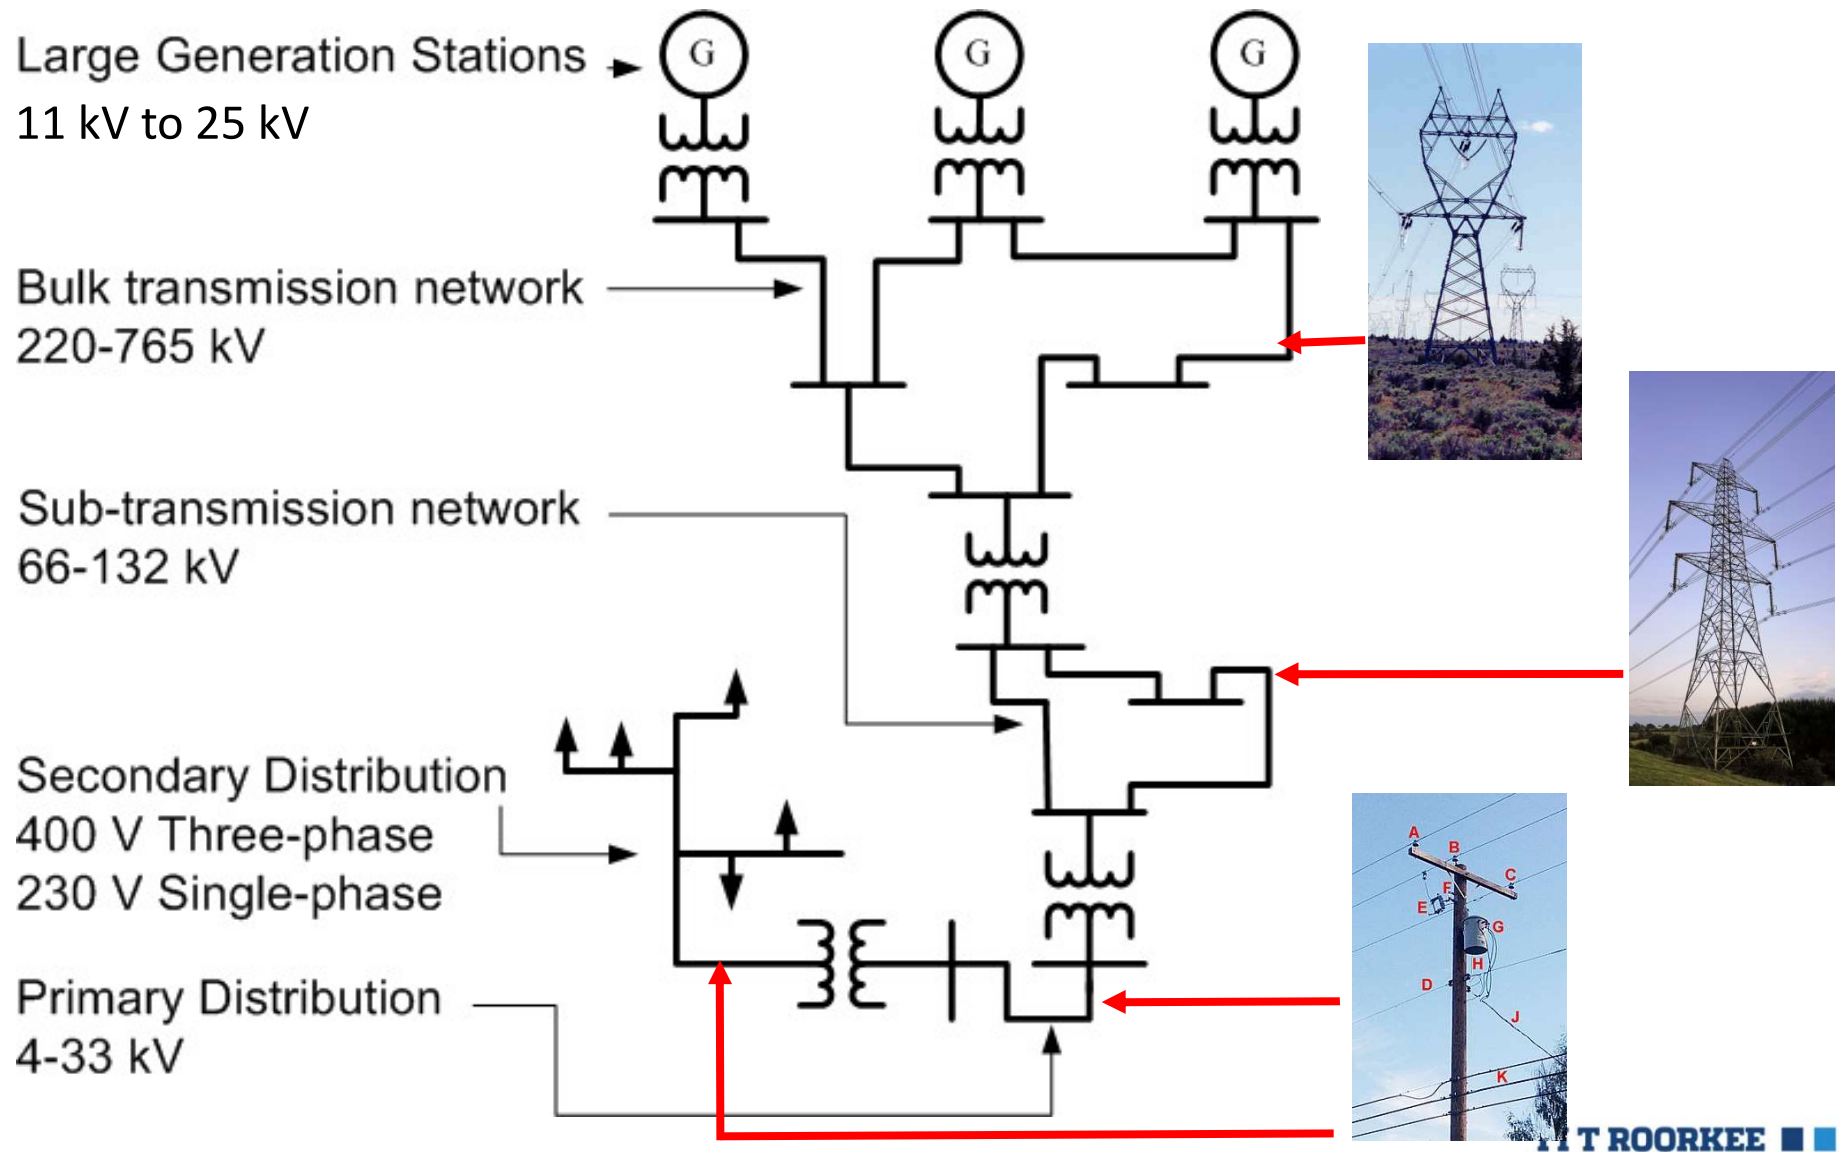 Large Generation Stations
11 kV to 25 kV
G
G
G
Bulk transmission network
220-765 kV
Sub-transmission network
66-132 kV
Secondary Distribution
400 V Three-phase
230 V Single-phase
Primary Distribution
4-33 kV
A
B
C
F
E
G
H
D
J
K
T ROORKEE